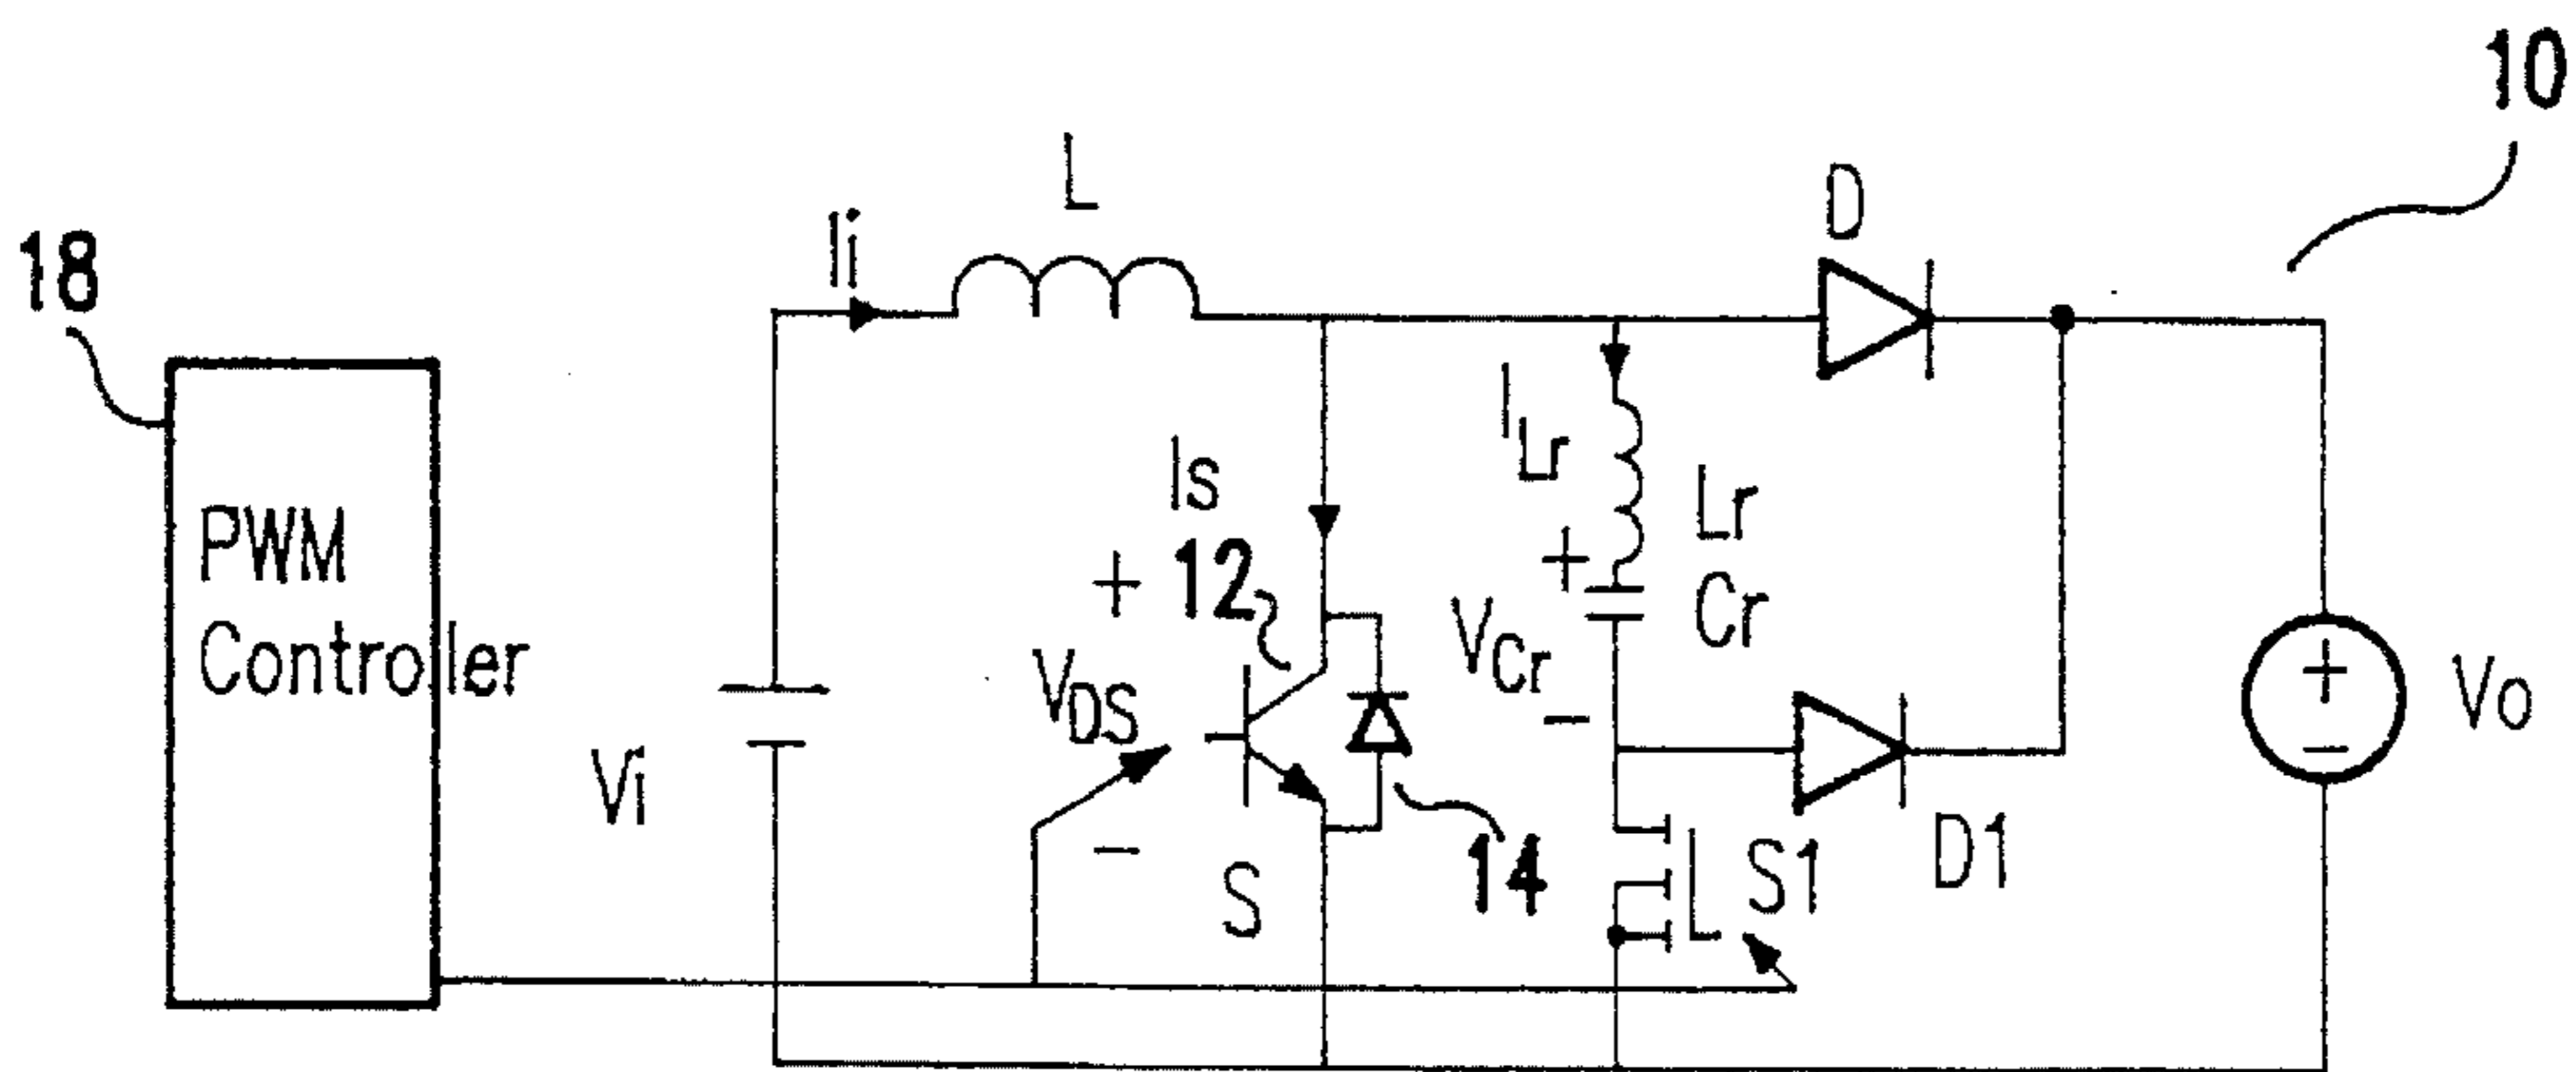 10
18
PWM
Controller
Ii
L
D
Is
+
12
VDS
-
S
14
Vi
ILr
Lr
+
Cr
VCr
-
S1
D1
+
-
Vo